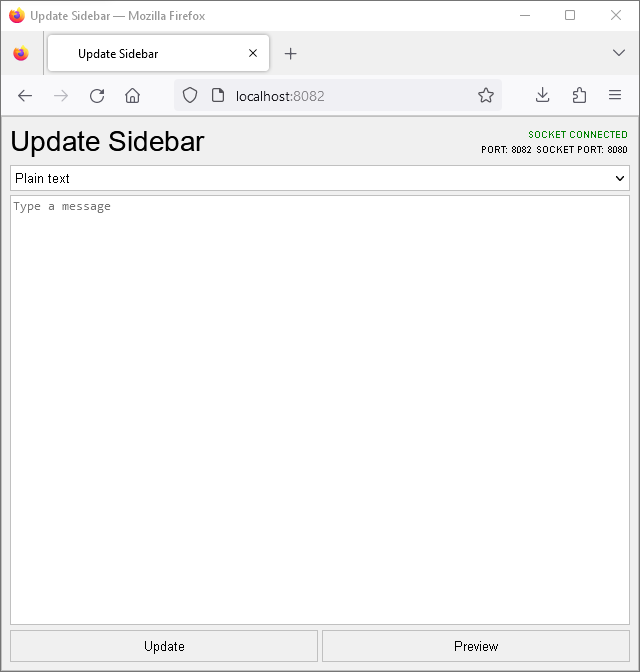 Update Sidebar — Mozilla Firefox
Update Sidebar
localhost:8082
Update Sidebar
SOCKET CONNECTED
PORT: 8082 SOCKET PORT: 8080
Plain text
Type a message
Update
Preview